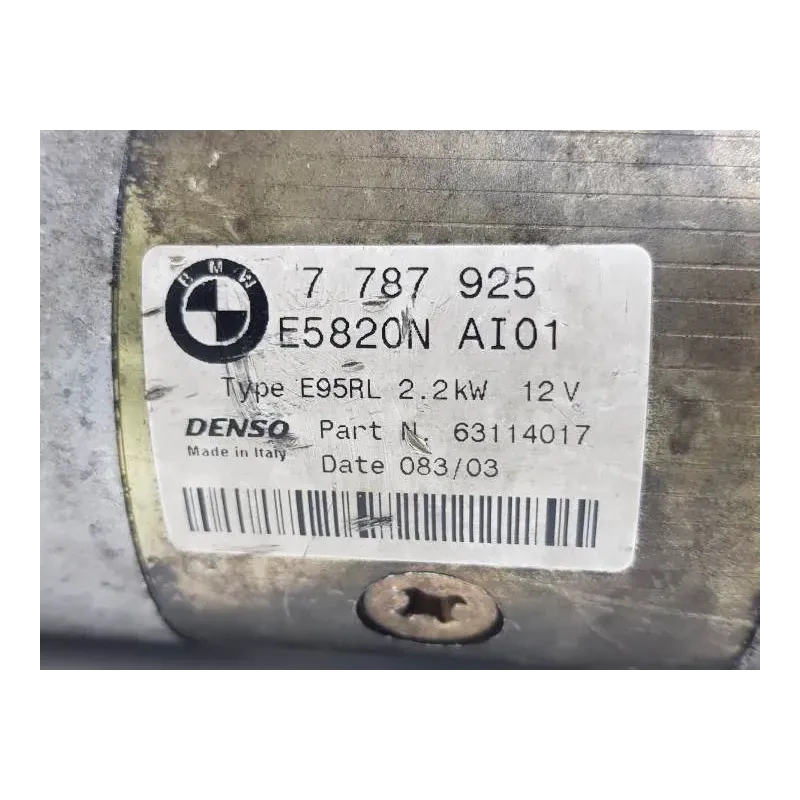 BMW
7 787 925
E5820N AI01
Type E95RL 2.2kW 12V
DENSO Part N. 63114017
Made in Italy
Date 083/03